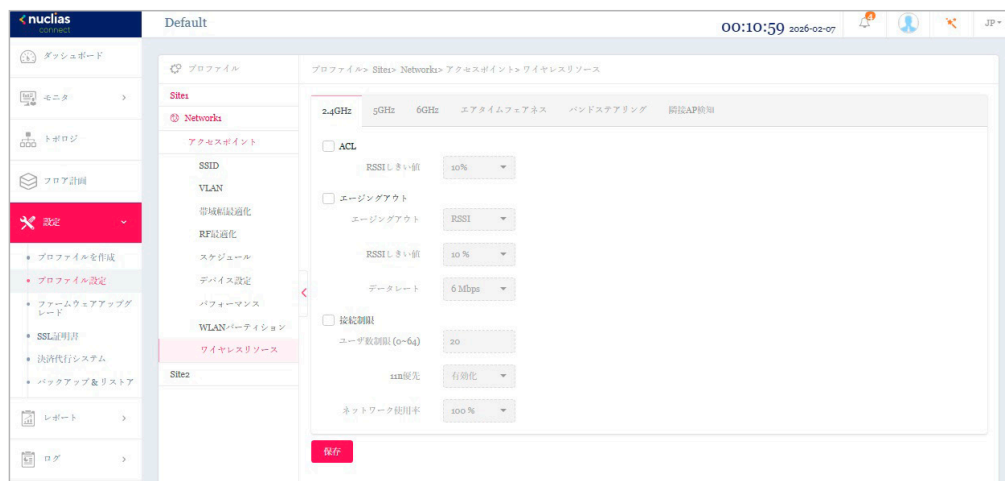 nuclias
connect
Default
00:10:59 2026-02-07
4
JP
ダッシュボード
モニタ
トポロジ
フロア計画
設定
プロファイルを作成
プロファイル設定
ファームウェアアップグ
レード
SSL証明書
決済代行システム
バックアップ&リストア
レポート
ログ
プロファイル
Site1
Network1
アクセスポイント
SSID
VLAN
帯域幅最適化
RF最適化
スケジュール
デバイス設定
パフォーマンス
WLANパーティション
ワイヤレスリソース
Site2
プロファイル> Site1> Network1> アクセスポイント> ワイヤレスリソース
2.4GHz 5GHz 6GHz エアタイムフェアネス バンドステアリング 隣接AP検知
ACL
RSSIしきい値 10%
エージングアウト
エージングアウト RSSI
RSSIしきい値 10 %
データレート 6 Mbps
接続制限
ユーザ数制限 (0~64) 20
11n優先 有効化
ネットワーク使用率 100 %
保存